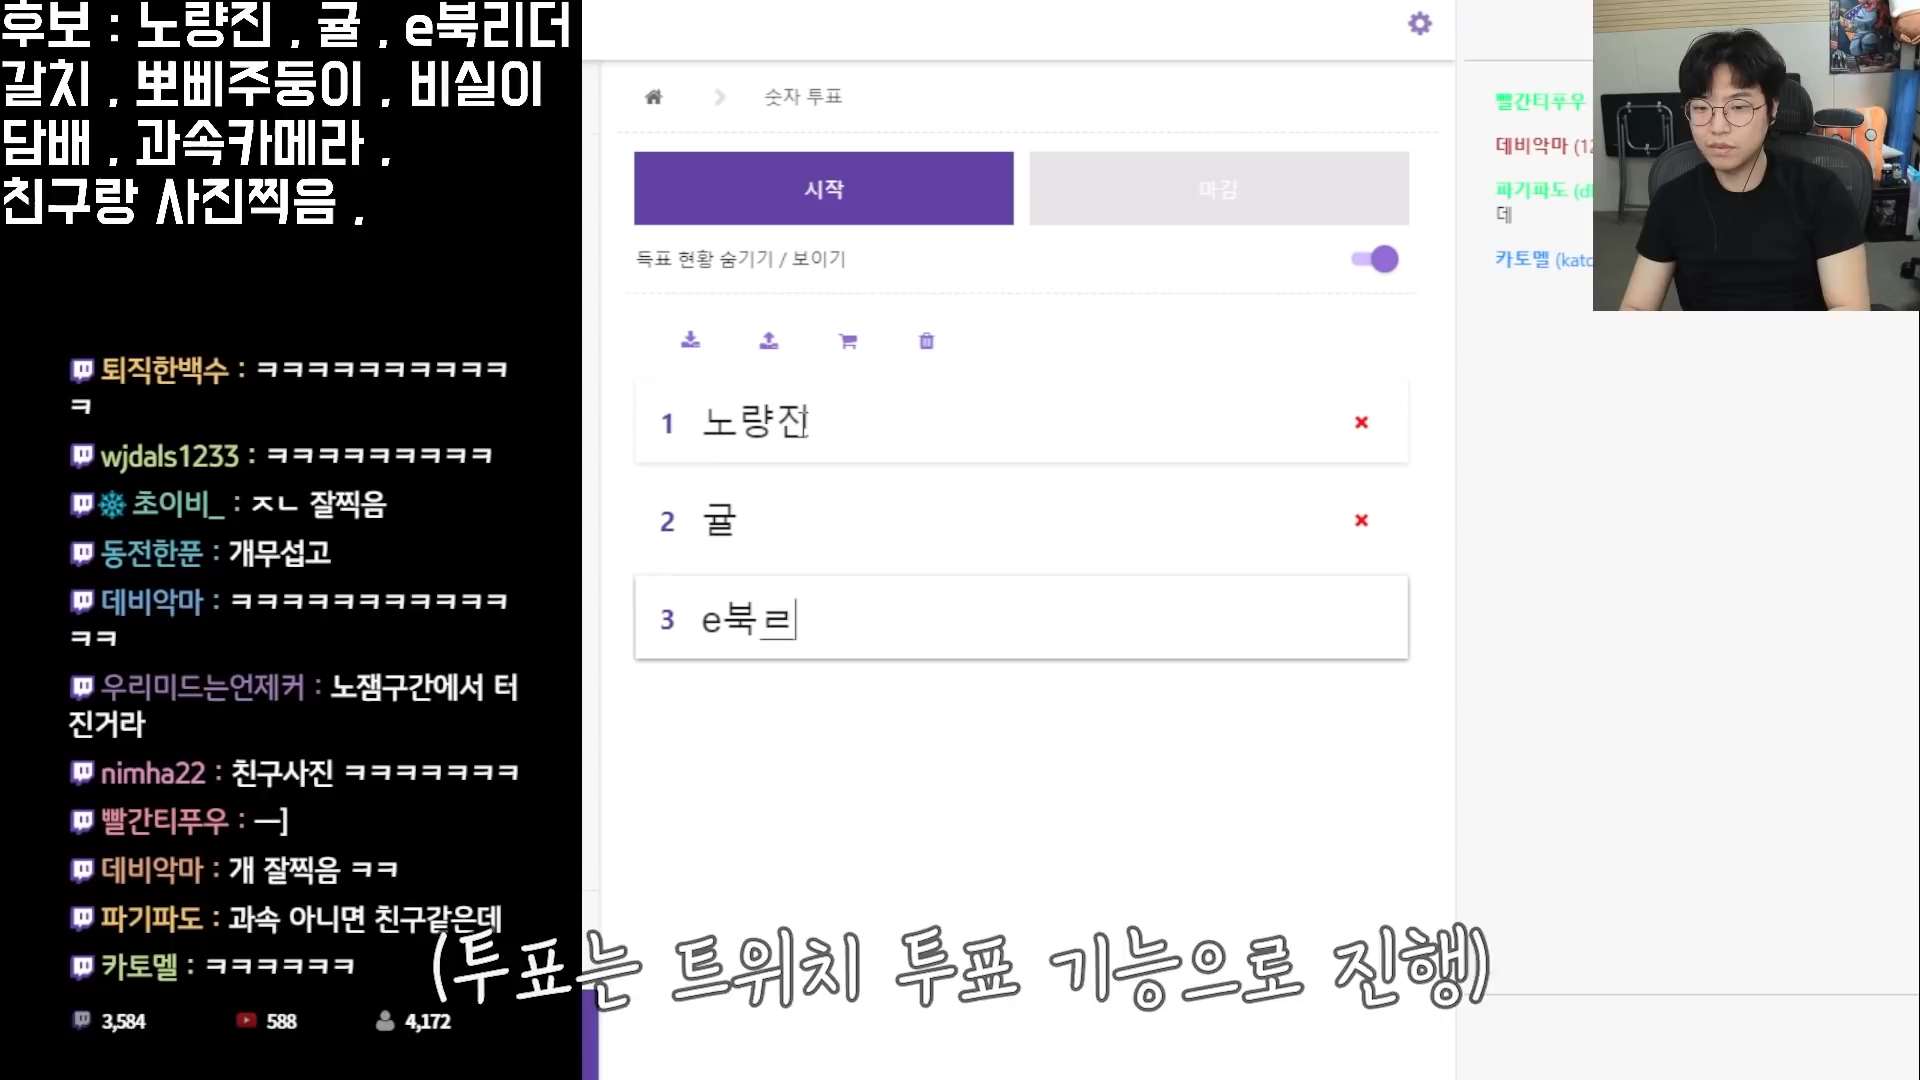 후보 : 노량진 , 귤 , e북리더
갈치 , 뽀삐주둥이 , 비실이
담배 , 과속카메라 ,
친구랑 사진찍음 ,
퇴직한백수 : ㅋㅋㅋㅋㅋㅋㅋㅋㅋㅋ
ㅋ
wjdals1233 : ㅋㅋㅋㅋㅋㅋㅋㅋㅋ
초이비_ : ㅈㄴ 잘찍음
동전한푼 : 개무섭고
데비악마 : ㅋㅋㅋㅋㅋㅋㅋㅋㅋㅋㅋ
ㅋㅋ
우리미드는언제커 : 노잼구간에서 터
진거라
nimha22 : 친구사진 ㅋㅋㅋㅋㅋㅋㅋ
빨간티푸우 : ㅡ]
데비악마 : 개 잘찍음 ㅋㅋ
파기파도 : 과속 아니면 친구같은데
카토멜 : ㅋㅋㅋㅋㅋㅋ
3,584 588 4,172
숫자 투표
시작
마감
득표 현황 숨기기 / 보이기
1 노량진
2 귤
3 e북ㄹ
빨간티푸우
데비악마 (12
파기파도 (dl
데
카토멜 (katc
(투표는 트위치 투표 기능으로 진행)